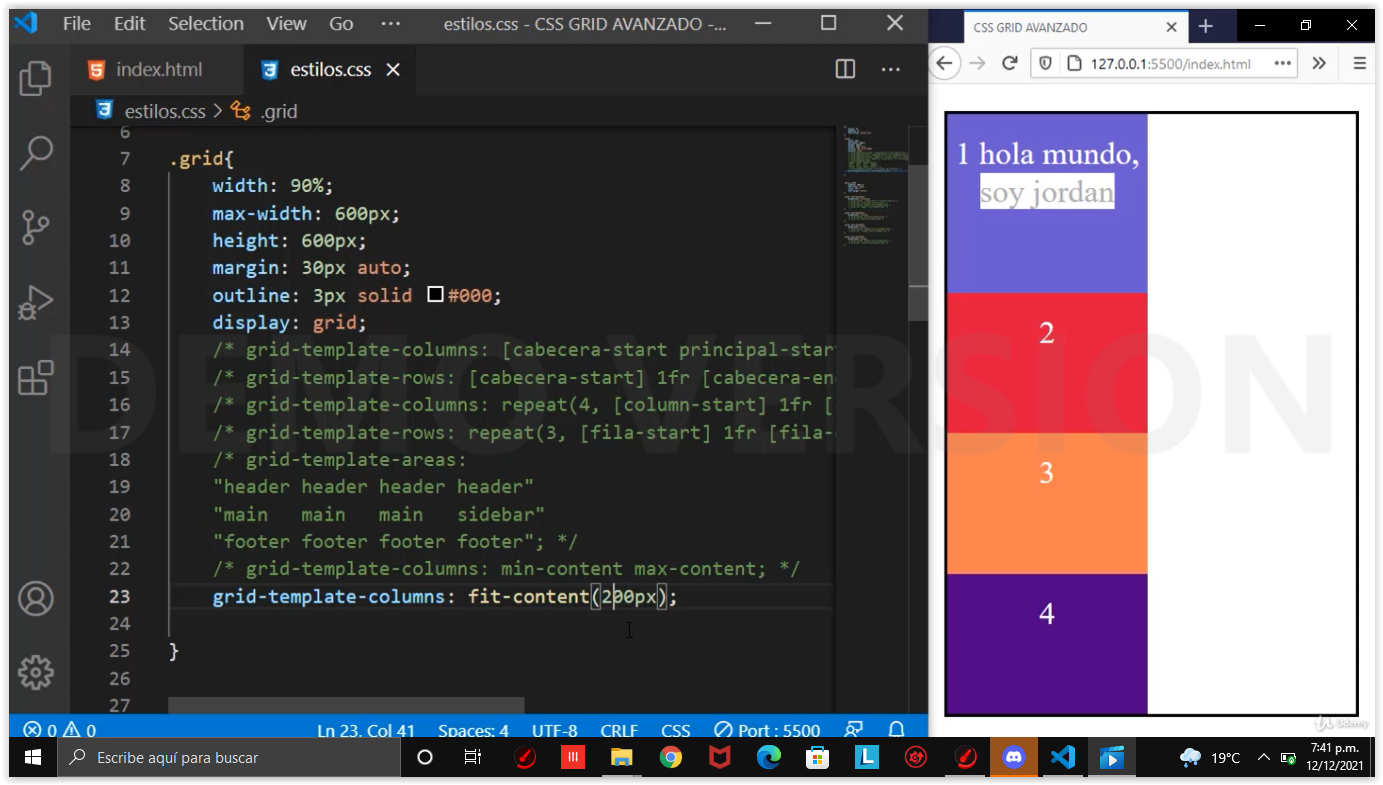 File Edit Selection View Go ··· estilos.css - CSS GRID AVANZADO -...
index.html estilos.css
estilos.css > .grid
6
7 .grid{
8 width: 90%;
9 max-width: 600px;
10 height: 600px;
11 margin: 30px auto;
12 outline: 3px solid #000;
13 display: grid;
14 /* grid-template-columns: [cabecera-start principal-star
15 /* grid-template-rows: [cabecera-start] 1fr [cabecera-en
16 /* grid-template-columns: repeat(4, [column-start] 1fr [
17 /* grid-template-rows: repeat(3, [fila-start] 1fr [fila-
18 /* grid-template-areas:
19 "header header header header"
20 "main main main sidebar"
21 "footer footer footer footer"; */
22 /* grid-template-columns: min-content max-content; */
23 grid-template-columns: fit-content(200px);
24
25 }
26
27
0 0 Ln 23, Col 41 Spaces: 4 UTF-8 CRLF CSS Port : 5500
CSS GRID AVANZADO
127.0.0.1:5500/index.html
1 hola mundo,
soy jordan
2
3
4
DEMO VERSION
Udemy
Escribe aquí para buscar
19°C
7:41 p.m.
12/12/2021